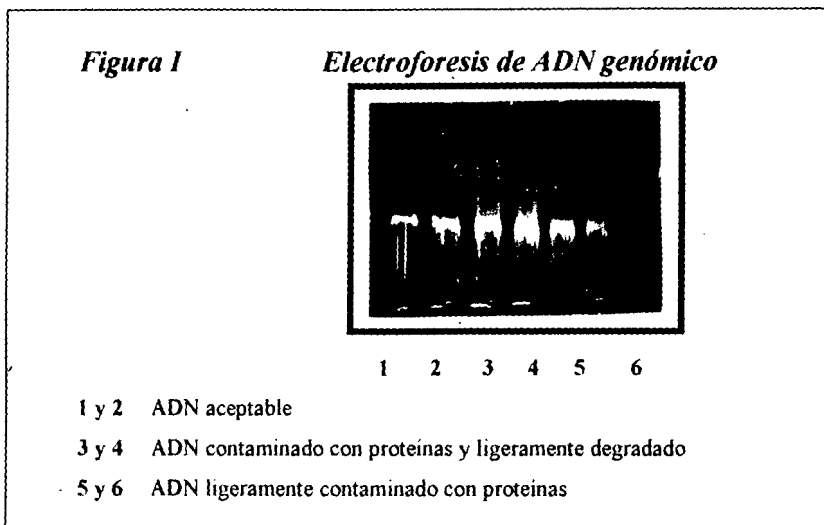 Figura I Electroforesis de ADN genómico
1 2 3 4 5 6
1 y 2 ADN aceptable
3 y 4 ADN contaminado con proteínas y ligeramente degradado
5 y 6 ADN ligeramente contaminado con proteinas